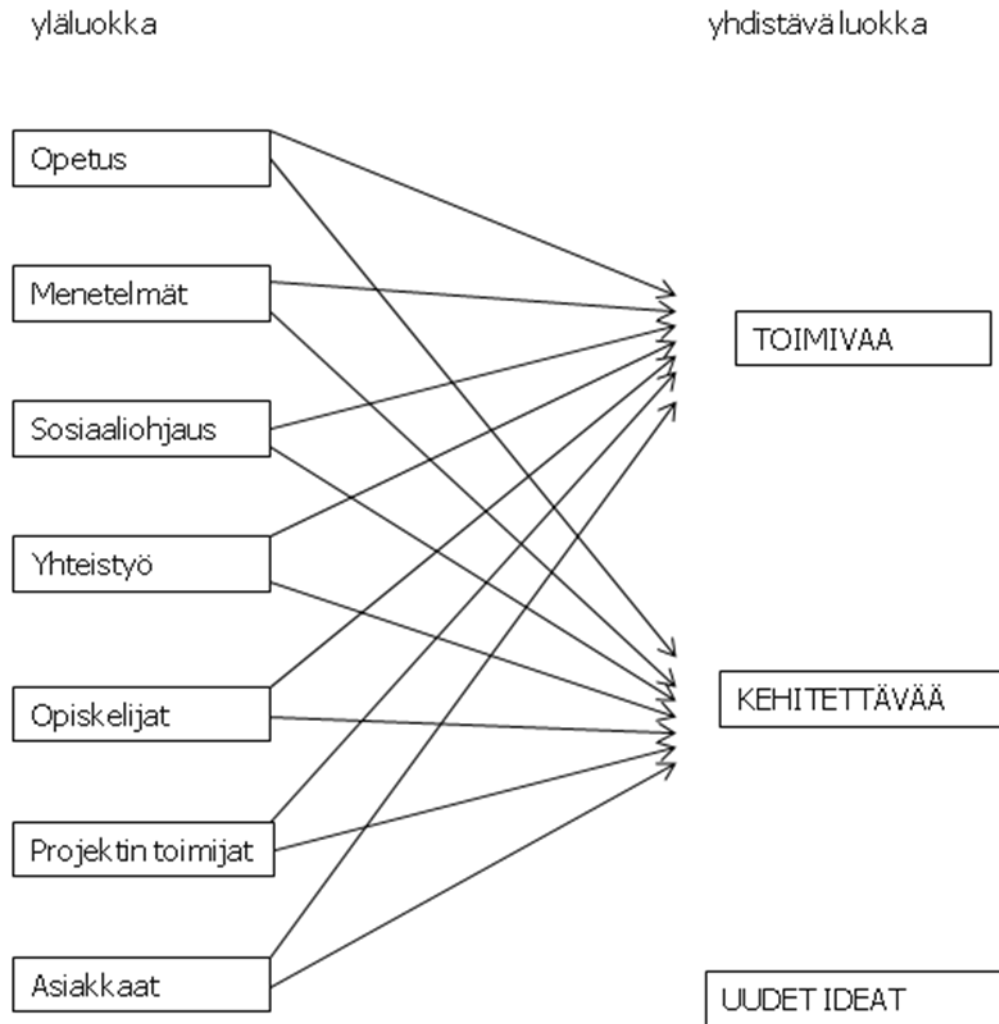 yläluokka
yhdistävä luokka
Opetus
Menetelmät
Sosiaaliohjaus
Yhteistyö
Opiskelijat
Projektin toimijat
Asiakkaat
TOIMIVAA
KEHITETTÄVÄÄ
UUDET IDEAT